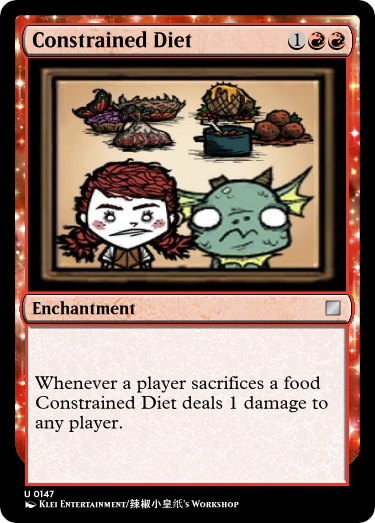 Constrained Diet 1
Enchantment
Whenever a player sacrifices a food
Constrained Diet deals 1 damage to
any player.
U 0147
Klei Entertainment/辣椒小皇纸's Workshop